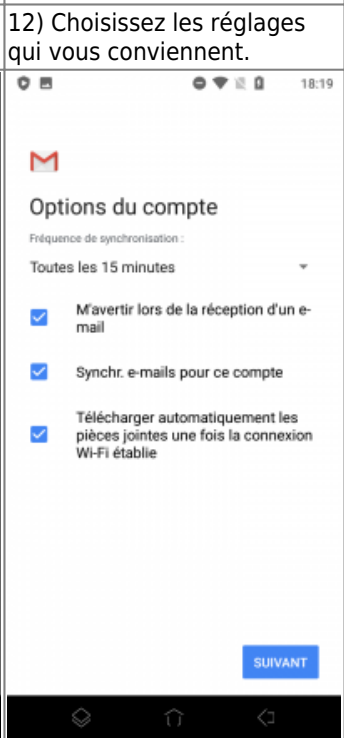 12) Choisissez les réglages
qui vous conviennent.
18:19
Options du compte
Fréquence de synchronisation :
Toutes les 15 minutes
M'avertir lors de la réception d'un e-
mail
Synchr. e-mails pour ce compte
Télécharger automatiquement les
pièces jointes une fois la connexion
Wi-Fi établie
SUIVANT